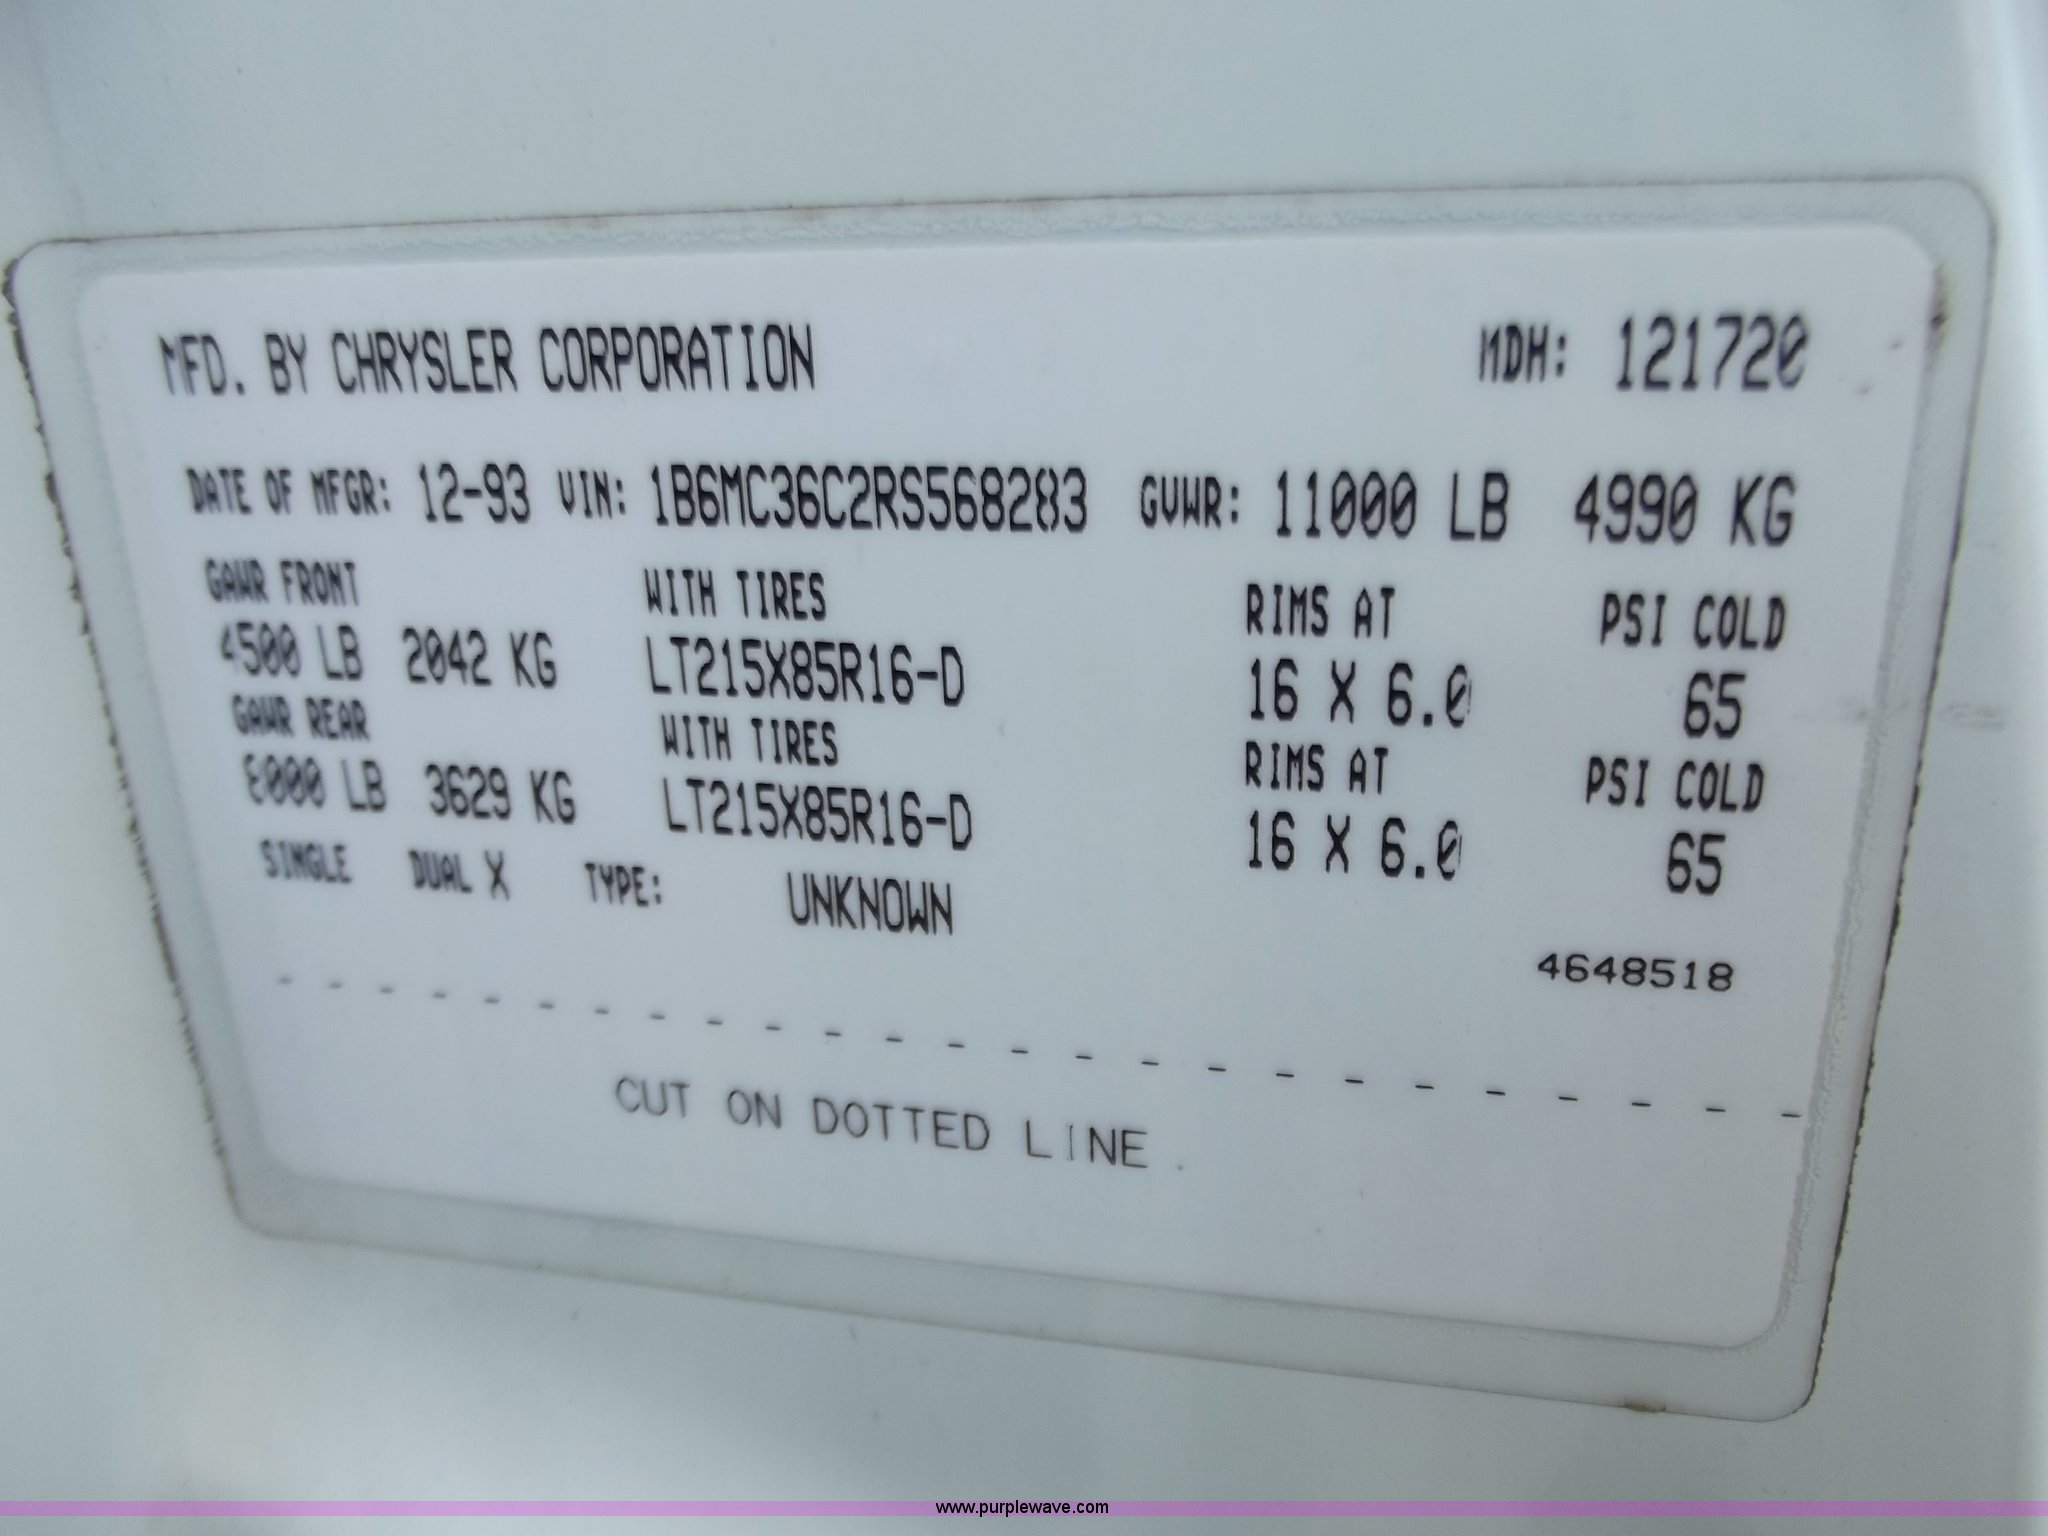 MFD. BY CHRYSLER CORPORATION MDH: 121720
DATE OF MFGR: 12-93 VIN: 1B6MC36C2RS568283 GVWR: 11000 LB 4990 KG
GAWR FRONT WITH TIRES RIMS AT PSI COLD
4500 LB 2042 KG LT215X85R16-D 16 X 6.0 65
GAWR REAR WITH TIRES RIMS AT PSI COLD
8000 LB 3629 KG LT215X85R16-D 16 X 6.0 65
SINGLE DUAL X TYPE: UNKNOWN
4648518
CUT ON DOTTED LINE.
www.purplewave.com